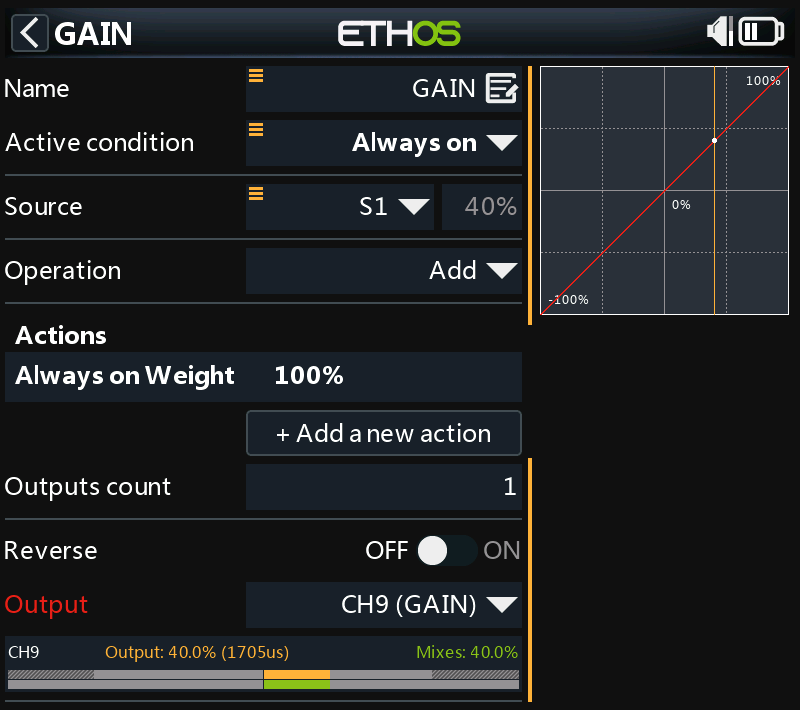 GAIN
ETHOS
Name
GAIN
Active condition
Always on
Source
S1
40%
Operation
Add
Actions
Always on Weight 100%
+ Add a new action
Outputs count
1
Reverse
OFF ON
Output
CH9 (GAIN)
CH9 Output: 40.0% (1705us) Mixes: 40.0%
100%
0%
-100%